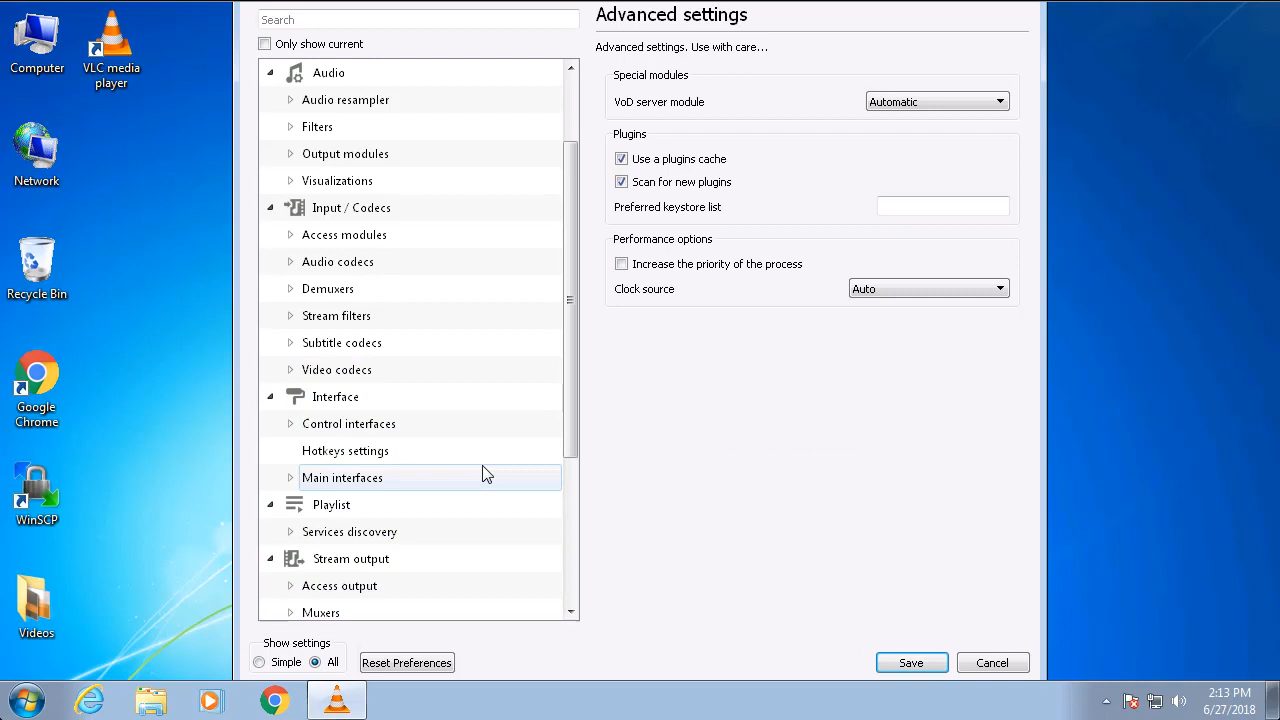 Computer
VLC media
player
Network
Recycle Bin
Google
Chrome
WinSCP
Videos
Search
Only show current
Audio
Audio resampler
Filters
Output modules
Visualizations
Input / Codecs
Access modules
Audio codecs
Demuxers
Stream filters
Subtitle codecs
Video codecs
Interface
Control interfaces
Hotkeys settings
Main interfaces
Playlist
Services discovery
Stream output
Access output
Muxers
Show settings
Simple
All
Reset Preferences
Advanced settings
Advanced settings. Use with care...
Special modules
VoD server module
Automatic
Plugins
Use a plugins cache
Scan for new plugins
Preferred keystore list
Performance options
Increase the priority of the process
Clock source
Auto
Save
Cancel
2:13 PM
6/27/2018